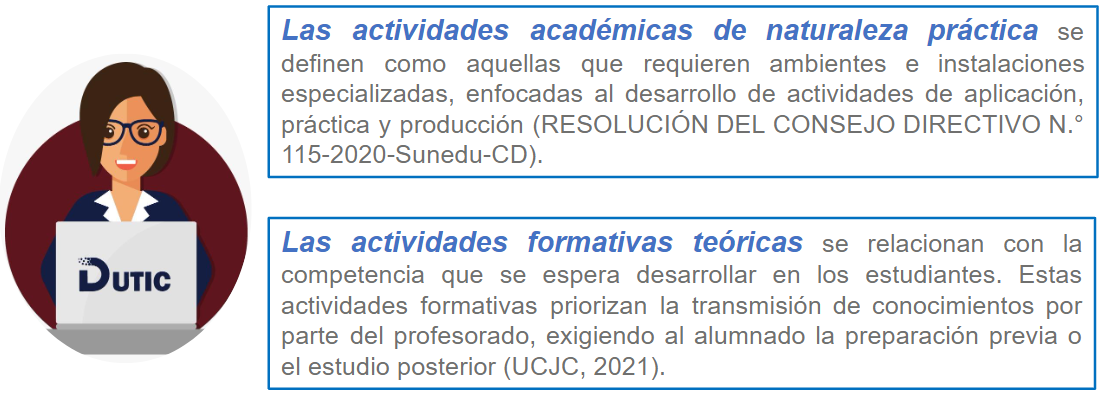 Las actividades académicas de naturaleza práctica se
definen como aquellas que requieren ambientes e instalaciones
especializadas, enfocadas al desarrollo de actividades de aplicación,
práctica y producción (RESOLUCIÓN DEL CONSEJO DIRECTIVO N.°
115-2020-Sunedu-CD).
Las actividades formativas teóricas se relacionan con la
competencia que se espera desarrollar en los estudiantes. Estas
actividades formativas priorizan la transmisión de conocimientos por
parte del profesorado, exigiendo al alumnado la preparación previa o
el estudio posterior (UCJC, 2021).
DUTIC